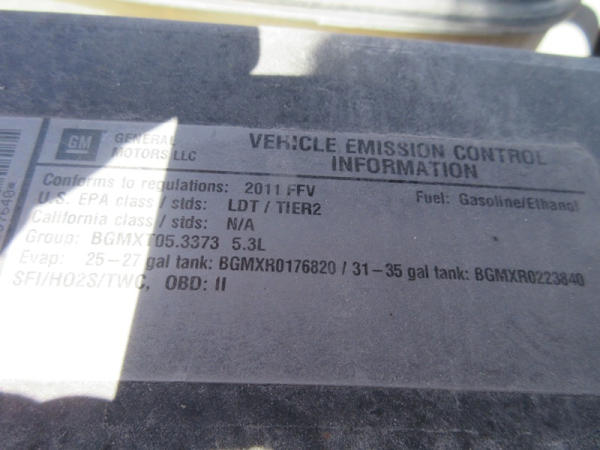 GM
GENERAL
MOTORS LLC
VEHICLE EMISSION CONTROL
INFORMATION
Conforms to regulations: 2011 FFV
Fuel: Gasoline/Ethanol
U.S. EPA class / stds: LDT / TIER2
California class / stds: N/A
Group: BGMXT05.3373 5.3L
Evap: 25-27 gal tank: BGMXR0176820 / 31-35 gal tank: BGMXR0223840
SFI/HO2S/TWC, OBD: II